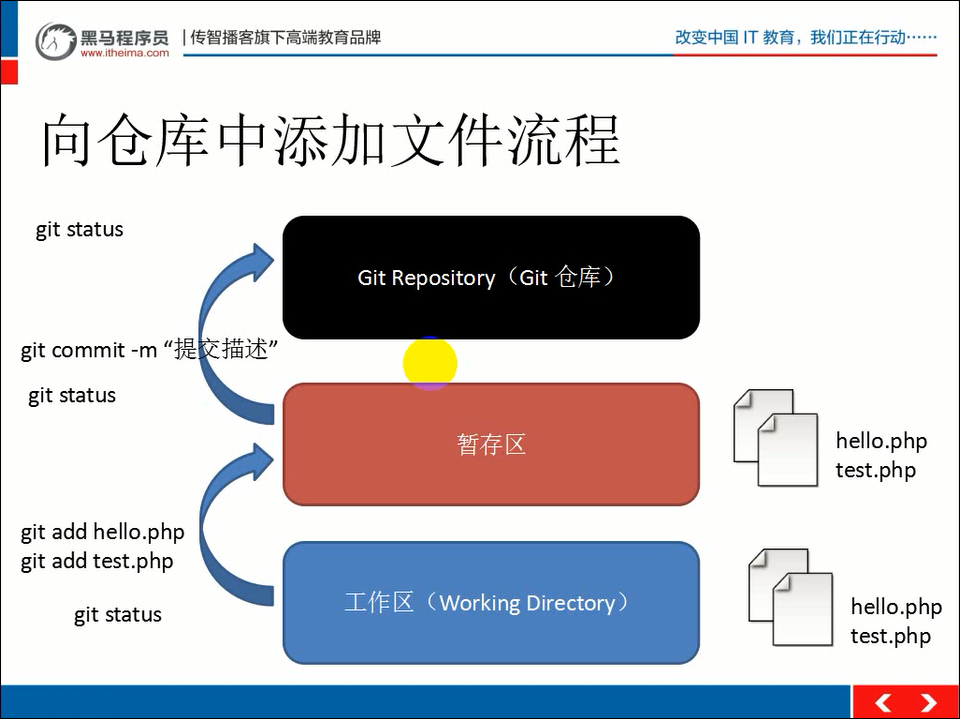 黑马程序员
www.itheima.com
传智播客旗下高端教育品牌
改变中国 IT 教育，我们正在行动……
向仓库中添加文件流程
git status
Git Repository（Git 仓库）
git commit -m “提交描述”
git status
暂存区
hello.php
test.php
git add hello.php
git add test.php
工作区（Working Directory）
git status
hello.php
test.php